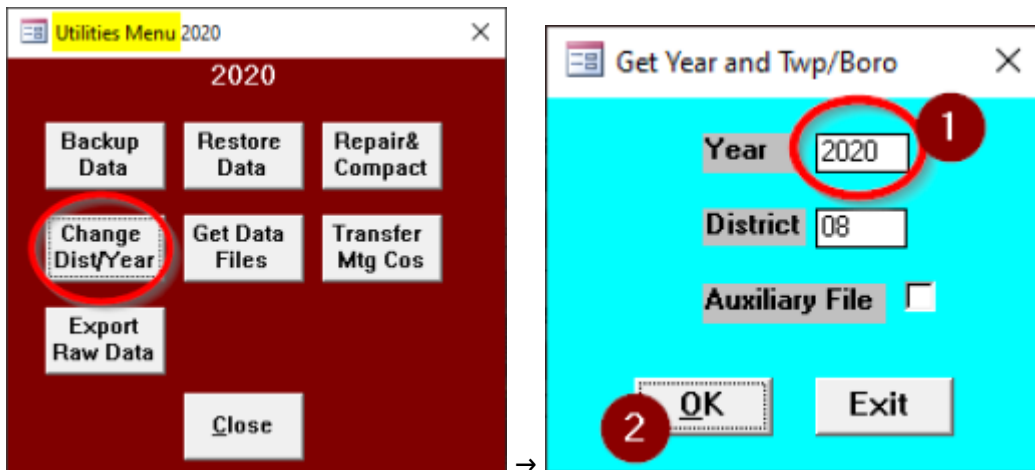 Utilities Menu 2020
2020
Backup
Data
Restore
Data
Repair&
Compact
Change
Dist/Year
Get Data
Files
Transfer
Mtg Cos
Export
Raw Data
Close
→
Get Year and Twp/Boro
Year 2020
1
District 08
Auxiliary File
OK
2
Exit